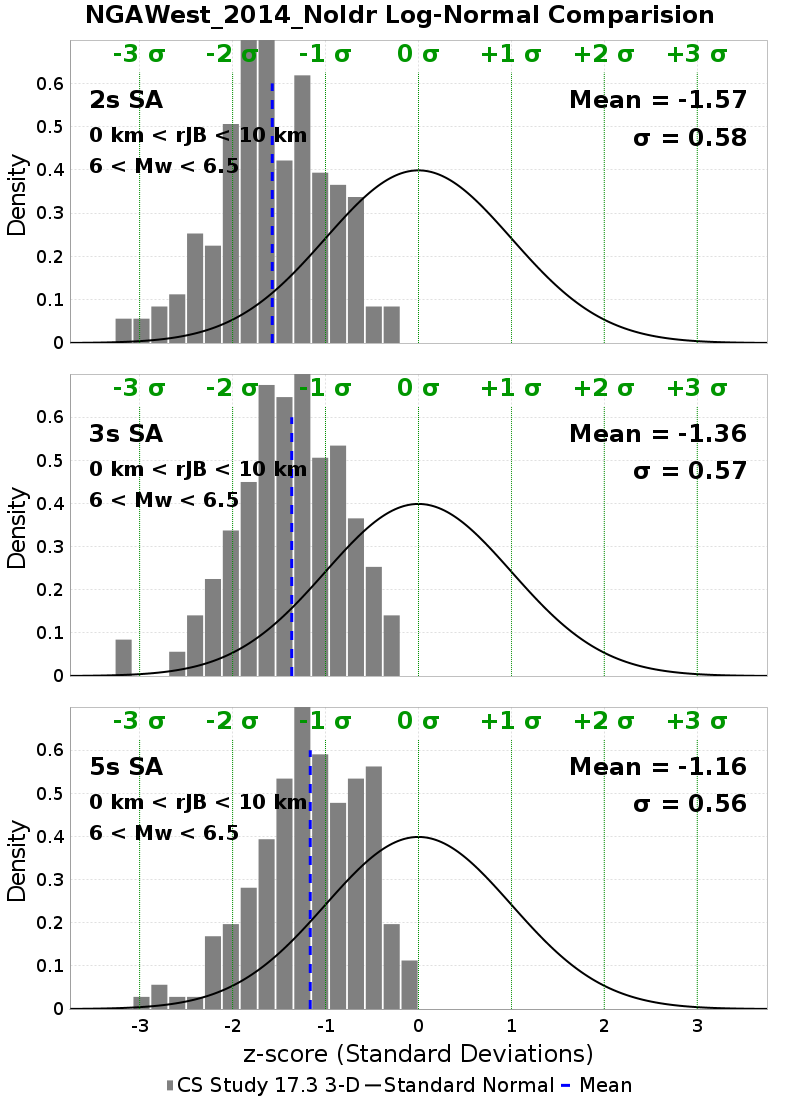 NGAWest_2014_NoIdr Log-Normal Comparision
-3 σ -2 σ -1 σ 0 σ +1 σ +2 σ +3 σ
2s SA
0 km < rJB < 10 km
6 < Mw < 6.5
Mean = -1.57
σ = 0.58
Density
0.6
0.5
0.4
0.3
0.2
0.1
0
-3 σ -2 σ -1 σ 0 σ +1 σ +2 σ +3 σ
3s SA
0 km < rJB < 10 km
6 < Mw < 6.5
Mean = -1.36
σ = 0.57
Density
0.6
0.5
0.4
0.3
0.2
0.1
0
-3 σ -2 σ -1 σ 0 σ +1 σ +2 σ +3 σ
5s SA
0 km < rJB < 10 km
6 < Mw < 6.5
Mean = -1.16
σ = 0.56
Density
0.6
0.5
0.4
0.3
0.2
0.1
0
-3 -2 -1 0 1 2 3
z-score (Standard Deviations)
CS Study 17.3 3-D Standard Normal Mean